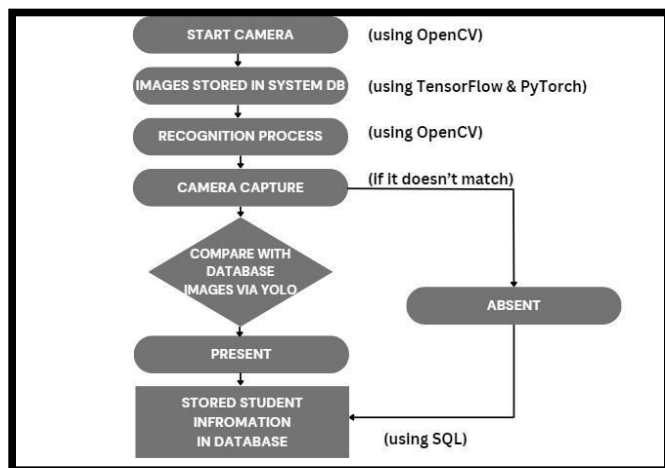 START CAMERA (using OpenCV)
IMAGES STORED IN SYSTEM DB (using TensorFlow & PyTorch)
RECOGNITION PROCESS (using OpenCV)
CAMERA CAPTURE (if it doesn't match)
COMPARE WITH
DATABASE
IMAGES VIA YOLO
ABSENT
PRESENT
STORED STUDENT
INFROMATION
IN DATABASE
(using SQL)